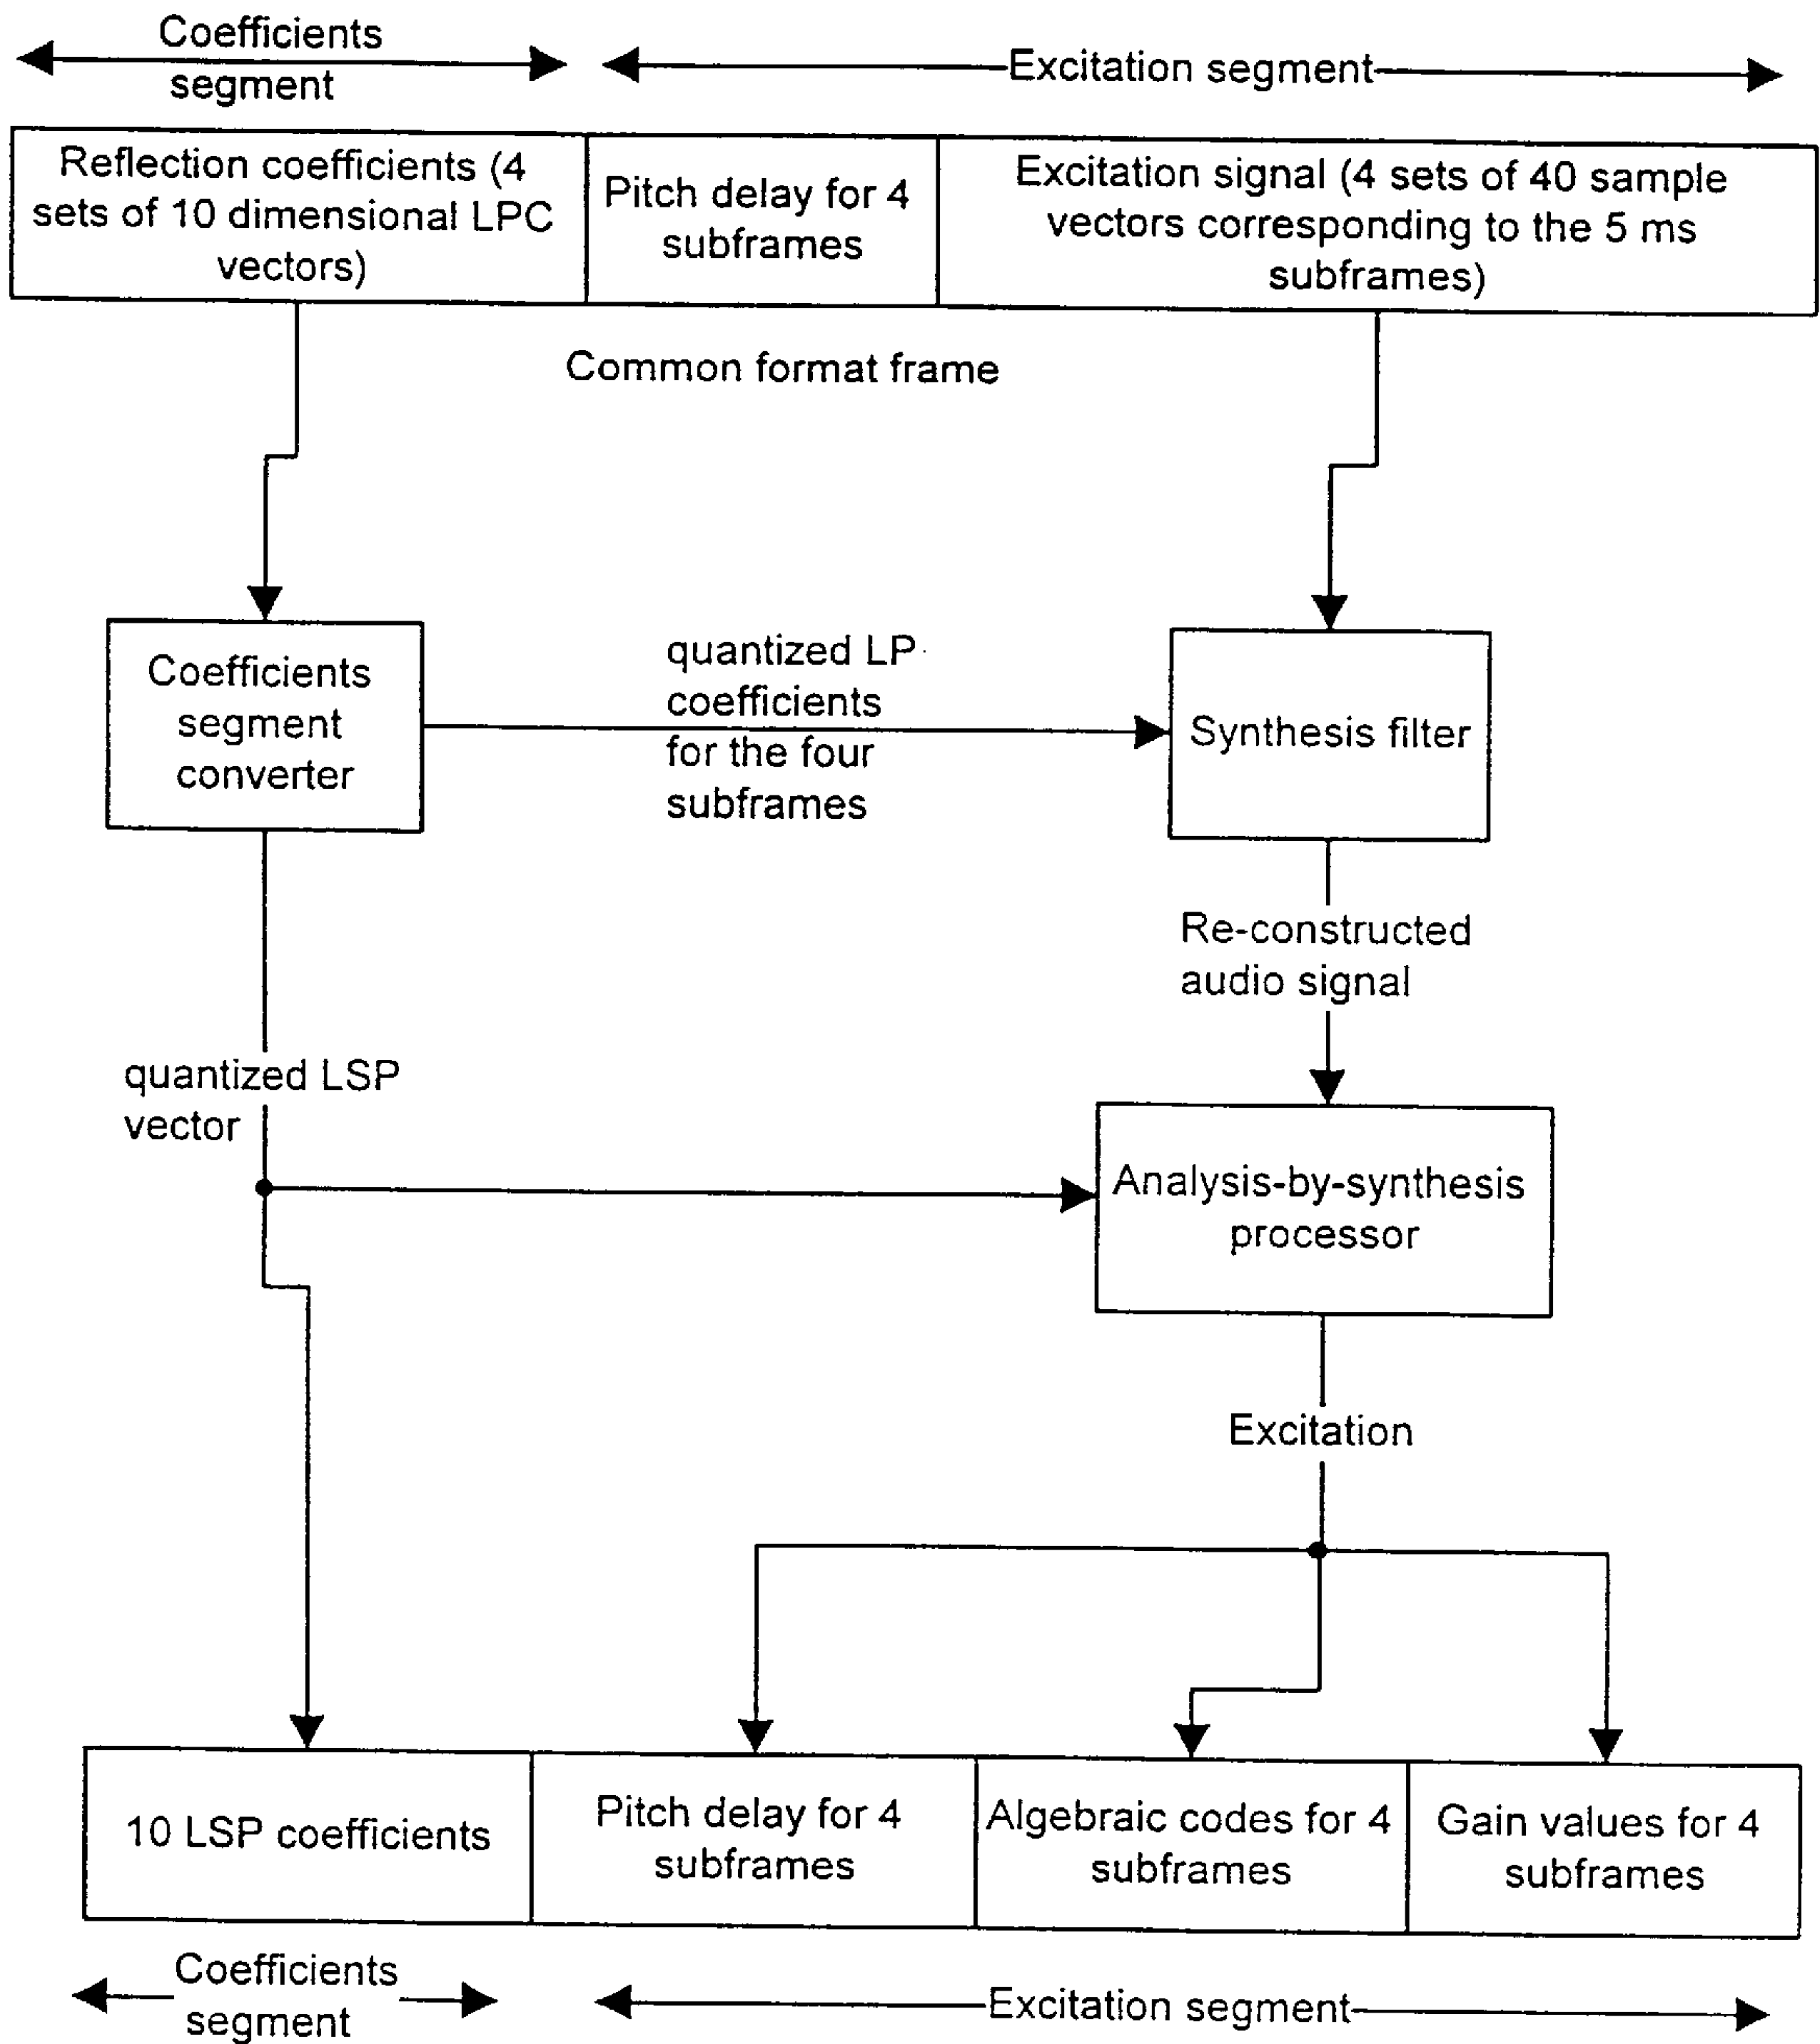 Coefficients
segment
Excitation segment
Reflection coefficients (4
sets of 10 dimensional LPC
vectors)
Pitch delay for 4
subframes
Excitation signal (4 sets of 40 sample
vectors corresponding to the 5 ms
subframes)
Common format frame
Coefficients
segment
converter
quantized LP
coefficients
for the four
subframes
Synthesis filter
Re-constructed
audio signal
quantized LSP
vector
Analysis-by-synthesis
processor
Excitation
10 LSP coefficients
Pitch delay for 4
subframes
Algebraic codes for 4
subframes
Gain values for 4
subframes
Coefficients
segment
Excitation segment